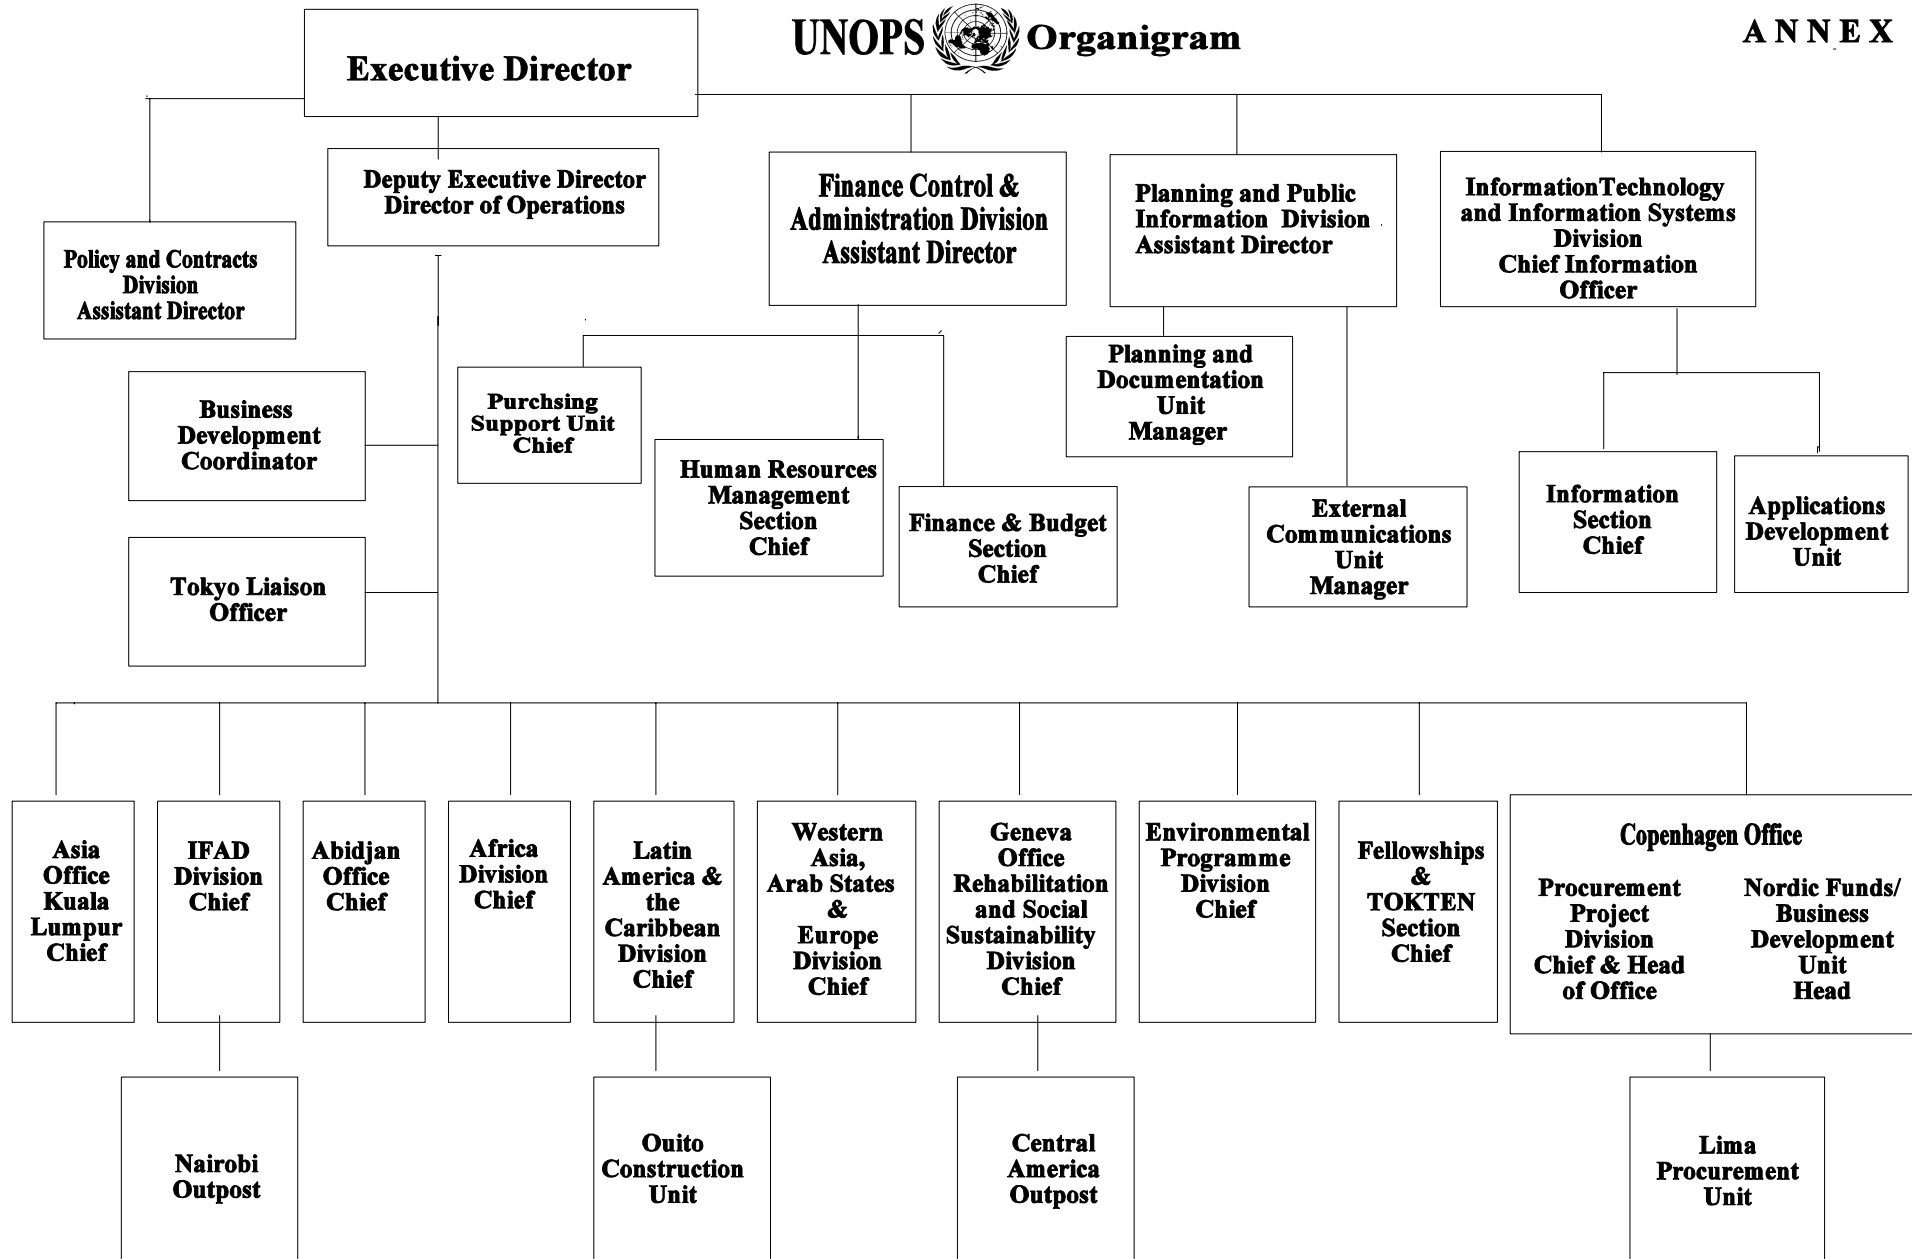 UNOPS Organigram
ANNEX
Executive Director
Deputy Executive Director
Director of Operations
Policy and Contracts
Division
Assistant Director
Finance Control &
Administration Division
Assistant Director
Planning and Public
Information Division
Assistant Director
InformationTechnology
and Information Systems
Division
Chief Information
Officer
Business
Development
Coordinator
Purchsing
Support Unit
Chief
Human Resources
Management
Section
Chief
Finance & Budget
Section
Chief
Planning and
Documentation
Unit
Manager
External
Communications
Unit
Manager
Information
Section
Chief
Applications
Development
Unit
Tokyo Liaison
Officer
Asia
Office
Kuala
Lumpur
Chief
IFAD
Division
Chief
Abidjan
Office
Chief
Africa
Division
Chief
Latin
America &
the
Caribbean
Division
Chief
Western
Asia,
Arab States
&
Europe
Division
Chief
Geneva
Office
Rehabilitation
and Social
Sustainability
Division
Chief
Environmental
Programme
Division
Chief
Fellowships
&
TOKTEN
Section
Chief
Copenhagen Office
Procurement
Project
Division
Chief & Head
of Office
Nordic Funds/
Business
Development
Unit
Head
Nairobi
Outpost
Ouito
Construction
Unit
Central
America
Outpost
Lima
Procurement
Unit